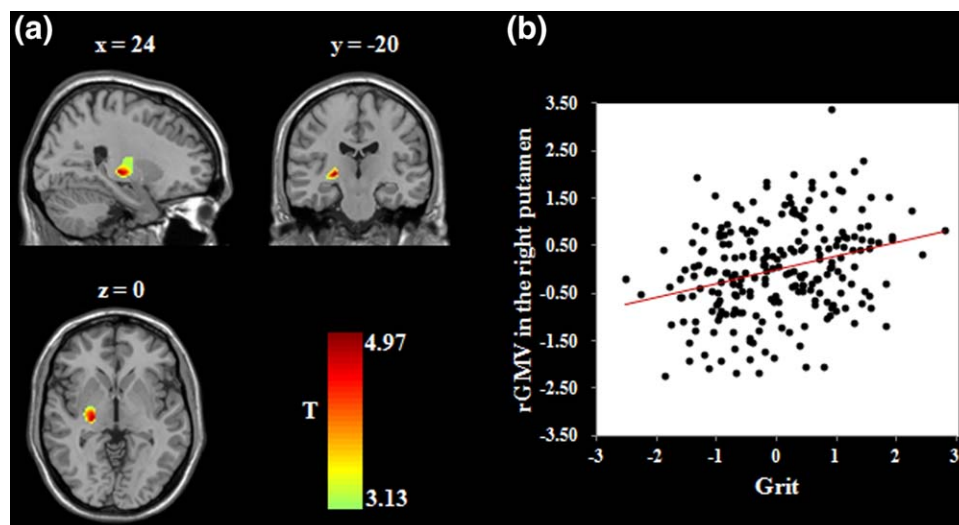 (a)
x = 24
y = -20
z = 0
T
4.97
3.13
(b)
rGMV in the right putamen
3.50
2.50
1.50
0.50
-0.50
-1.50
-2.50
-3.50
-3 -2 -1 0 1 2 3
Grit